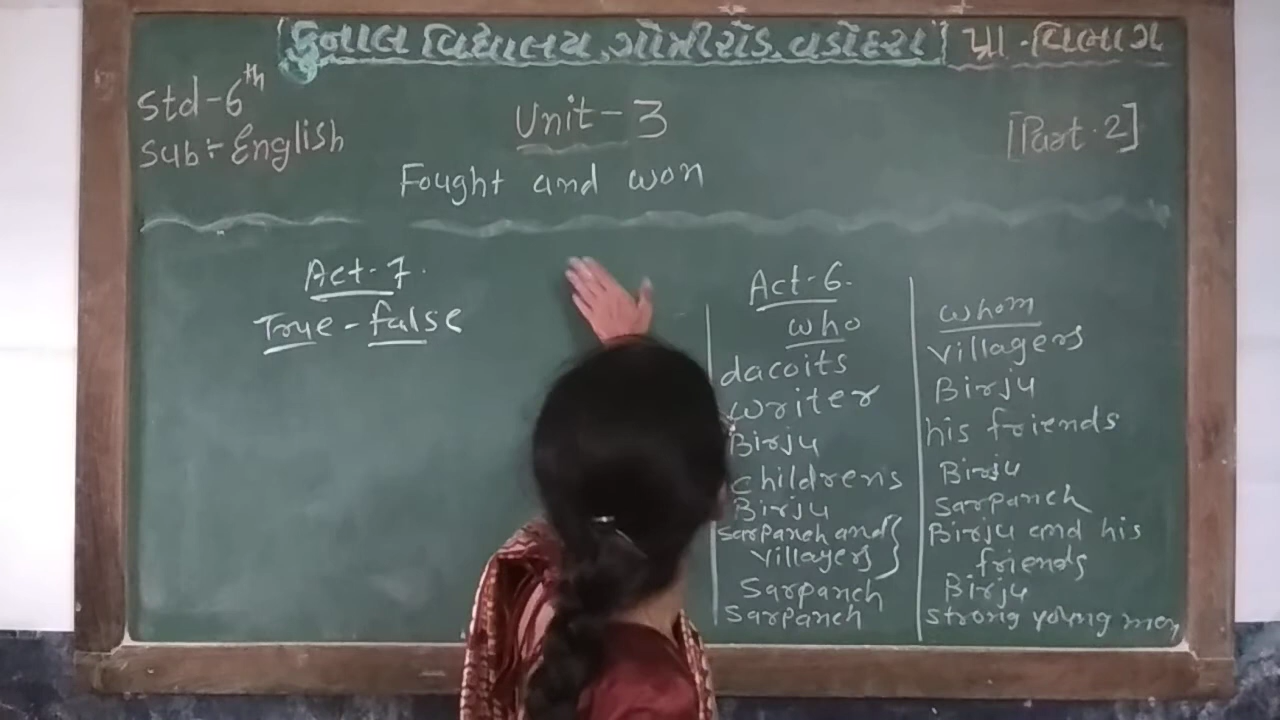 કુનાલ વિદ્યાલય, ગોત્રીરોડ, વડોદરા પ્રા.વિભાગ
Std-6th
Sub:- English
Unit-3
[Part.2]
Fought and won
Act-7.
True-false
Act-6.
who
whom
dacoits
villagers
writer
Birju
Birju
his friends
childrens
Birju
Birju
Sarpanch
Sarpanch and
villagers }
Birju and his
friends
Sarpanch
Birju
Sarpanch
strong young men